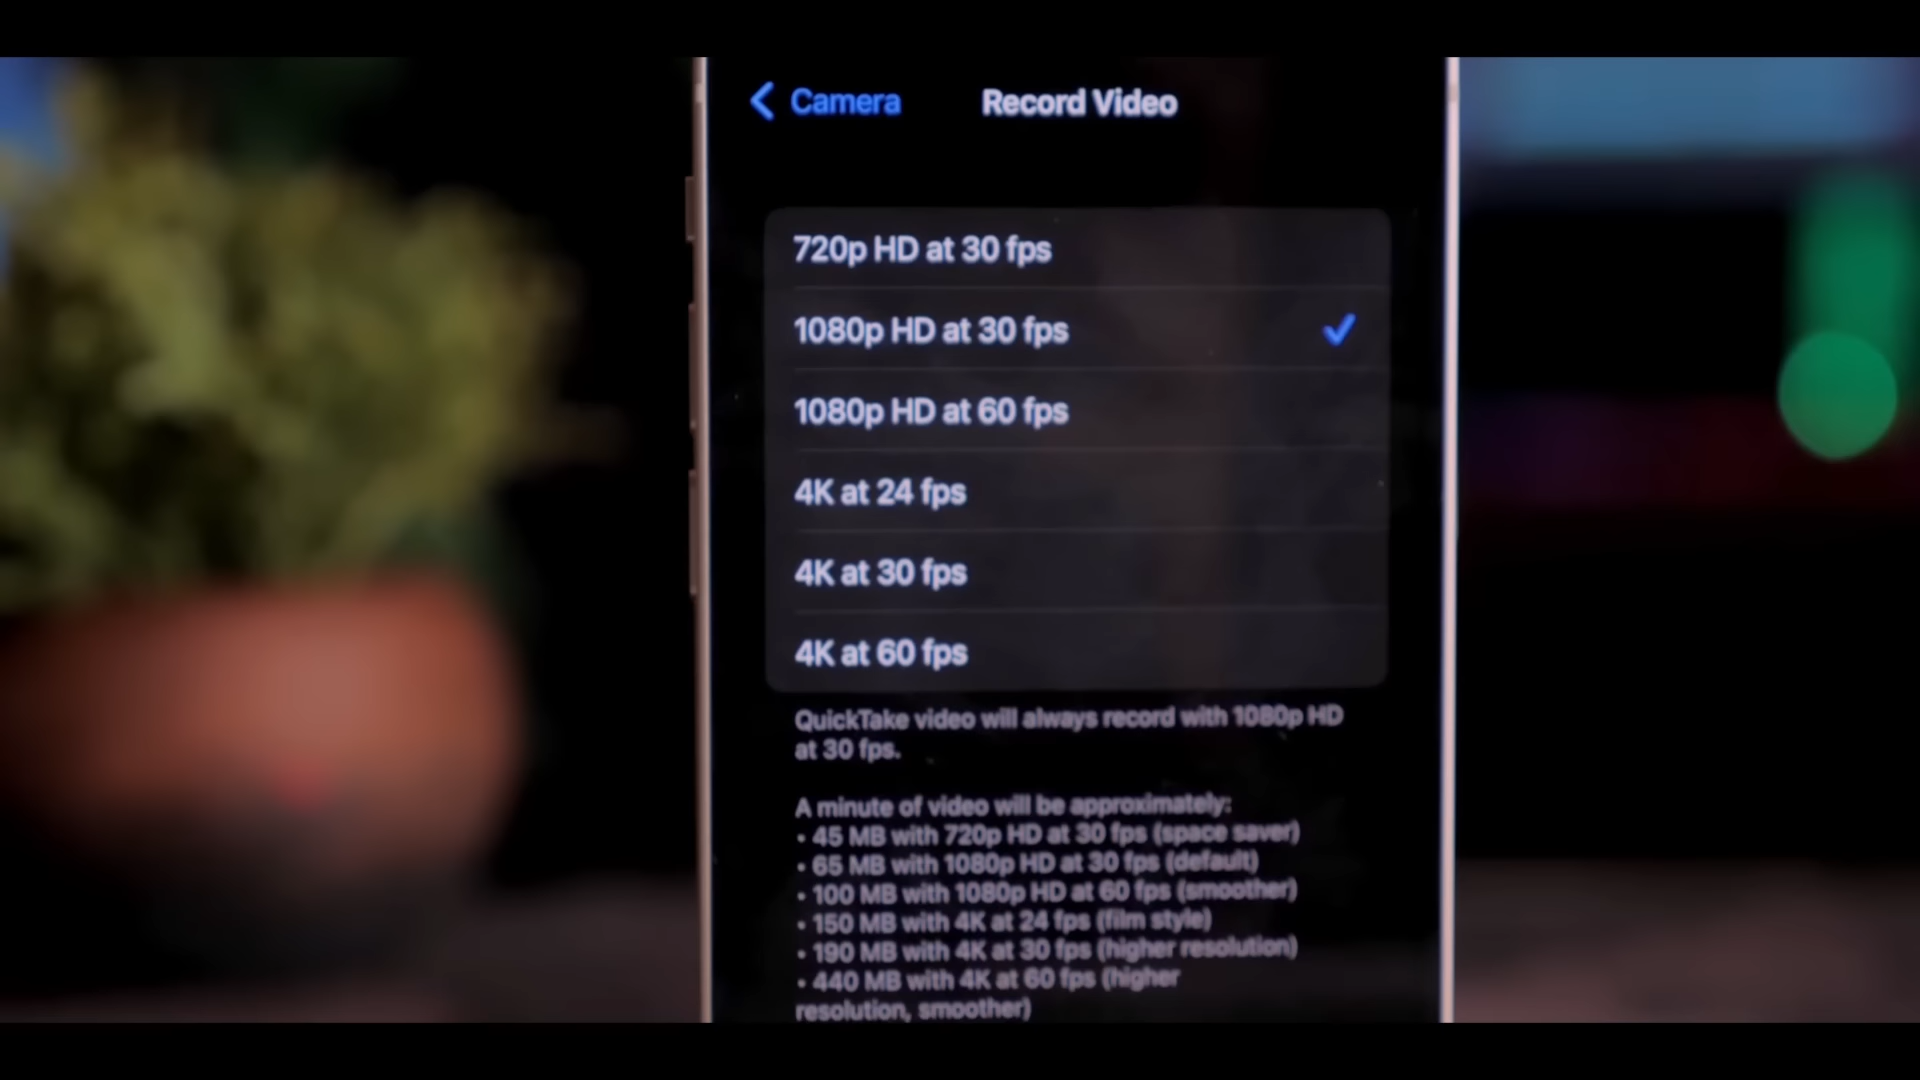 Camera
Record Video
720p HD at 30 fps
1080p HD at 30 fps
1080p HD at 60 fps
4K at 24 fps
4K at 30 fps
4K at 60 fps
QuickTake video will always record with 1080p HD
at 30 fps.
A minute of video will be approximately:
• 45 MB with 720p HD at 30 fps (space saver)
• 65 MB with 1080p HD at 30 fps (default)
• 100 MB with 1080p HD at 60 fps (smoother)
• 150 MB with 4K at 24 fps (film style)
• 190 MB with 4K at 30 fps (higher resolution)
• 440 MB with 4K at 60 fps (higher
resolution, smoother)